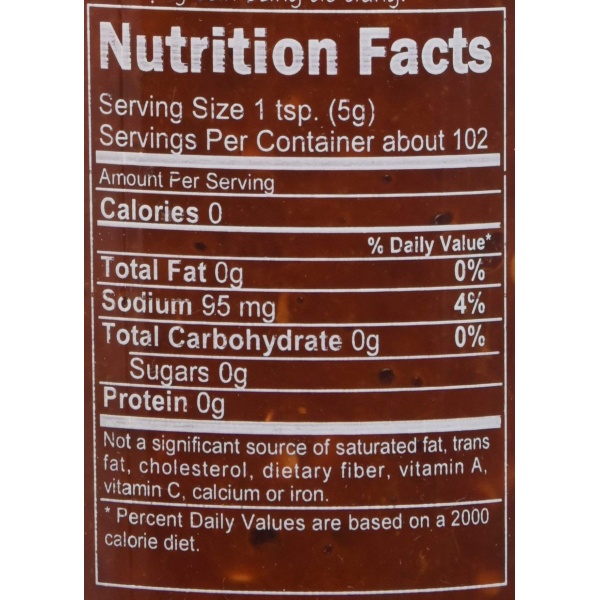 Nutrition Facts
Serving Size 1 tsp. (5g)
Servings Per Container about 102
Amount Per Serving
Calories 0
% Daily Value*
Total Fat 0g 0%
Sodium 95 mg 4%
Total Carbohydrate 0g 0%
Sugars 0g
Protein 0g
Not a significant source of saturated fat, trans
fat, cholesterol, dietary fiber, vitamin A,
vitamin C, calcium or iron.
* Percent Daily Values are based on a 2000
calorie diet.